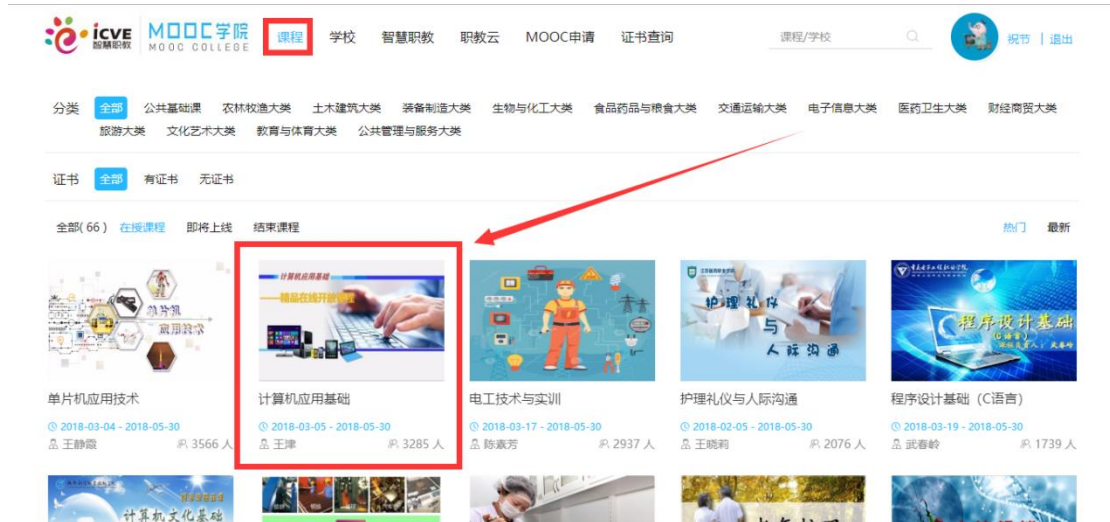 icve 智慧职教 MOOC学院 MOOC COLLEGE 课程 学校 智慧职教 职教云 MOOC申请 证书查询 课程/学校 祝节 | 退出
分类 全部 公共基础课 农林牧渔大类 土木建筑大类 装备制造大类 生物与化工大类 食品药品与粮食大类 交通运输大类 电子信息大类 医药卫生大类 财经商贸大类
旅游大类 文化艺术大类 教育与体育大类 公共管理与服务大类
证书 全部 有证书 无证书
全部( 66 ) 在授课程 即将上线 结束课程 热门 最新
单片机
应用技术
计算机应用基础
——精品在线开放课程
护理礼仪
与
人际沟通
程序设计基础
(C语言)
单片机应用技术 计算机应用基础 电工技术与实训 护理礼仪与人际沟通 程序设计基础（C语言）
2018-03-04 - 2018-05-30 2018-03-05 - 2018-05-30 2018-03-17 - 2018-05-30 2018-02-05 - 2018-05-30 2018-03-19 - 2018-05-30
王静霞 3566 人 王津 3285 人 陈素芳 2937 人 王晓莉 2076 人 武春岭 1739 人
计算机文化基础